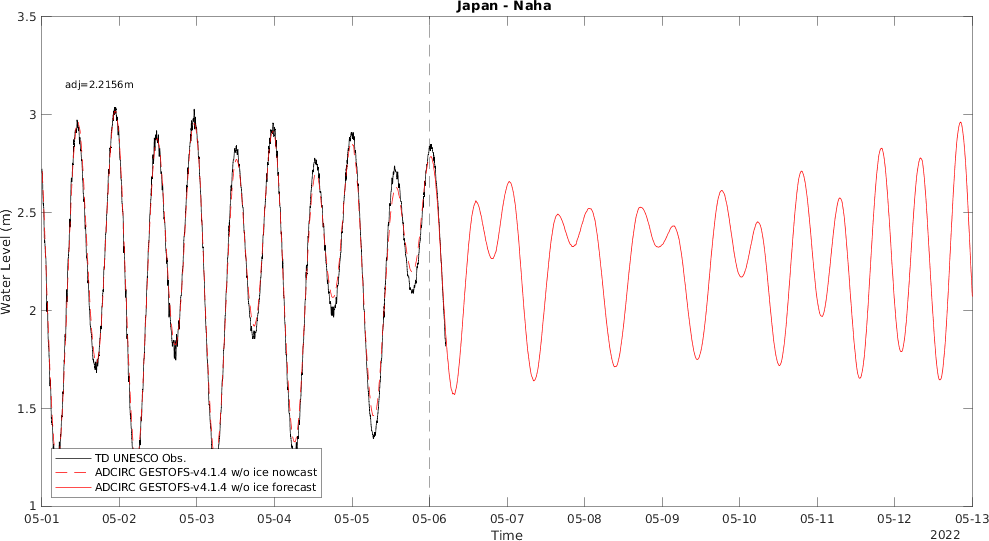 Japan - Naha
3.5
adj=2.2156m
3
2.5
2
1.5
1
Water Level (m)
TD UNESCO Obs.
ADCIRC GESTOFS-v4.1.4 w/o ice nowcast
ADCIRC GESTOFS-v4.1.4 w/o ice forecast
05-01 05-02 05-03 05-04 05-05 05-06 05-07 05-08 05-09 05-10 05-11 05-12 05-13
Time
2022